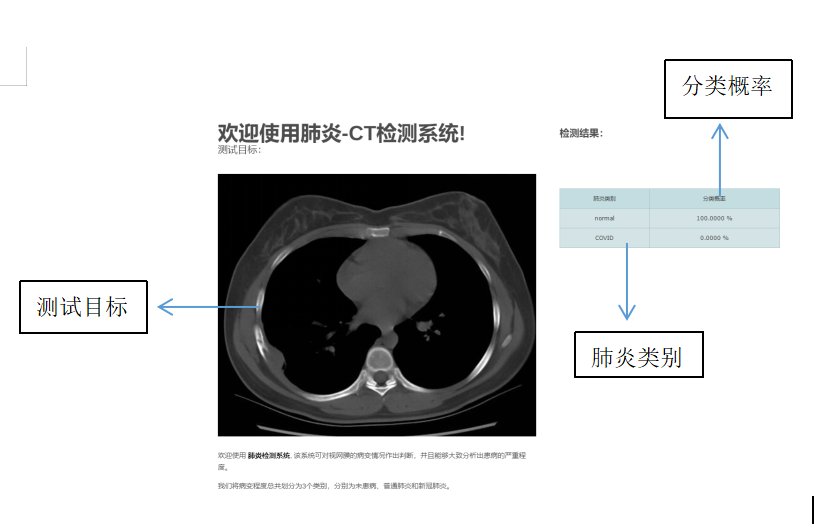 分类概率
欢迎使用肺炎-CT检测系统!
测试目标:
检测结果:
肺炎类别 分类概率
normal 100.0000 %
COVID 0.0000 %
测试目标
肺炎类别
欢迎使用 肺炎检测系统, 该系统可对视网膜的病变情况作出判断，并且能够大致分析出患病的严重程
度。
我们将病变程度总共划分为3个类别，分别为未患病、普通肺炎和新冠肺炎。